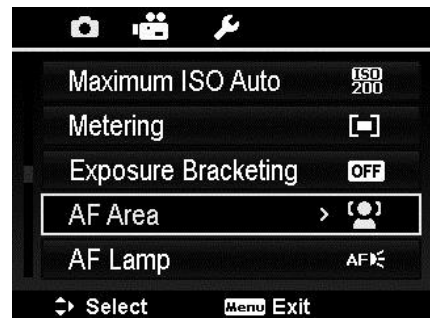 Maximum ISO Auto ISO 200
Metering
Exposure Bracketing OFF
AF Area >
AF Lamp AF
Select Menu Exit